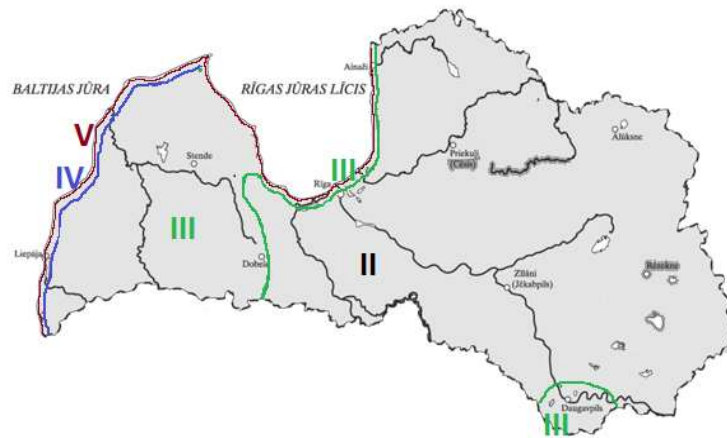 Ainaži
BALTIJAS JŪRA
RĪGAS JŪRAS LĪCIS
V
Alūksne
Priekuļi
(Cēsis)
Stende
III
IV
Rīga
III
Liepāja
Dobele
II
Zīlāni
(Jēkabpils)
Rēzekne
Daugavpils
III